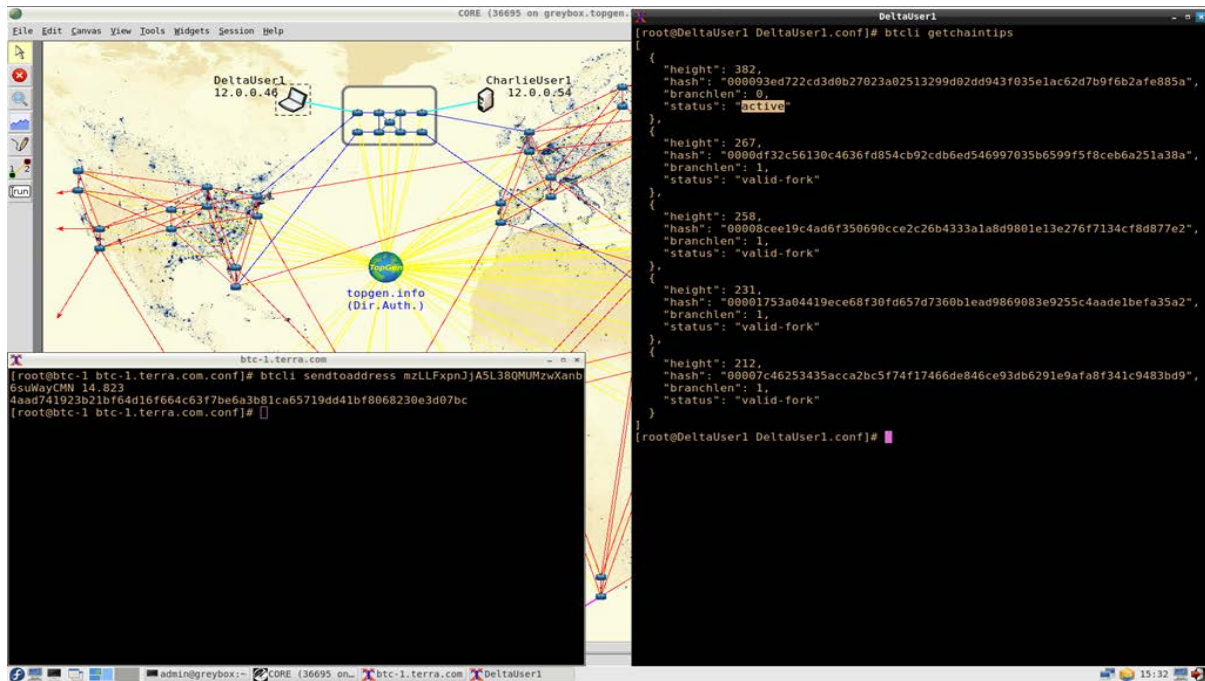 CORE (36695 on greybox.topgen.
File Edit Canvas View Tools Widgets Session Help
DeltaUser1
12.0.0.46
CharlieUser1
12.0.0.54
TopGen
topgen.info
(Dir.Auth.)
1 2
run
btc-1.terra.com
[root@btc-1 btc-1.terra.com.conf]# btcli sendtoaddress mzLLFxpnJjA5L38QMUMzwXanb
6suWayCMN 14.823
4aad741923b21bf64d16f664c63f7be6a3b81ca65719dd41bf8068230e3d07bc
[root@btc-1 btc-1.terra.com.conf]#
DeltaUser1
[root@DeltaUser1 DeltaUser1.conf]# btcli getchaintips
[
{
"height": 382,
"hash": "000093ed722cd3d0b27023a02513299d02dd943f035e1ac62d7b9f6b2afe885a",
"branchlen": 0,
"status": "active"
},
{
"height": 267,
"hash": "0000df32c56130c4636fd854cb92cdb6ed546997035b6599f5f8ceb6a251a38a",
"branchlen": 1,
"status": "valid-fork"
},
{
"height": 258,
"hash": "00008cee19c4ad6f350690cce2c26b4333a1a8d9801e13e276f7134cf8d877e2",
"branchlen": 1,
"status": "valid-fork"
},
{
"height": 231,
"hash": "00001753a04419ece68f30fd657d7360b1ead9869083e9255c4aade1befa35a2",
"branchlen": 1,
"status": "valid-fork"
},
{
"height": 212,
"hash": "00007c46253435acca2bc5f74f17466de846ce93db6291e9afa8f341c9483bd9",
"branchlen": 1,
"status": "valid-fork"
}
]
[root@DeltaUser1 DeltaUser1.conf]#
admin@greybox:~
CORE (36695 on...
btc-1.terra.com
DeltaUser1
15:32